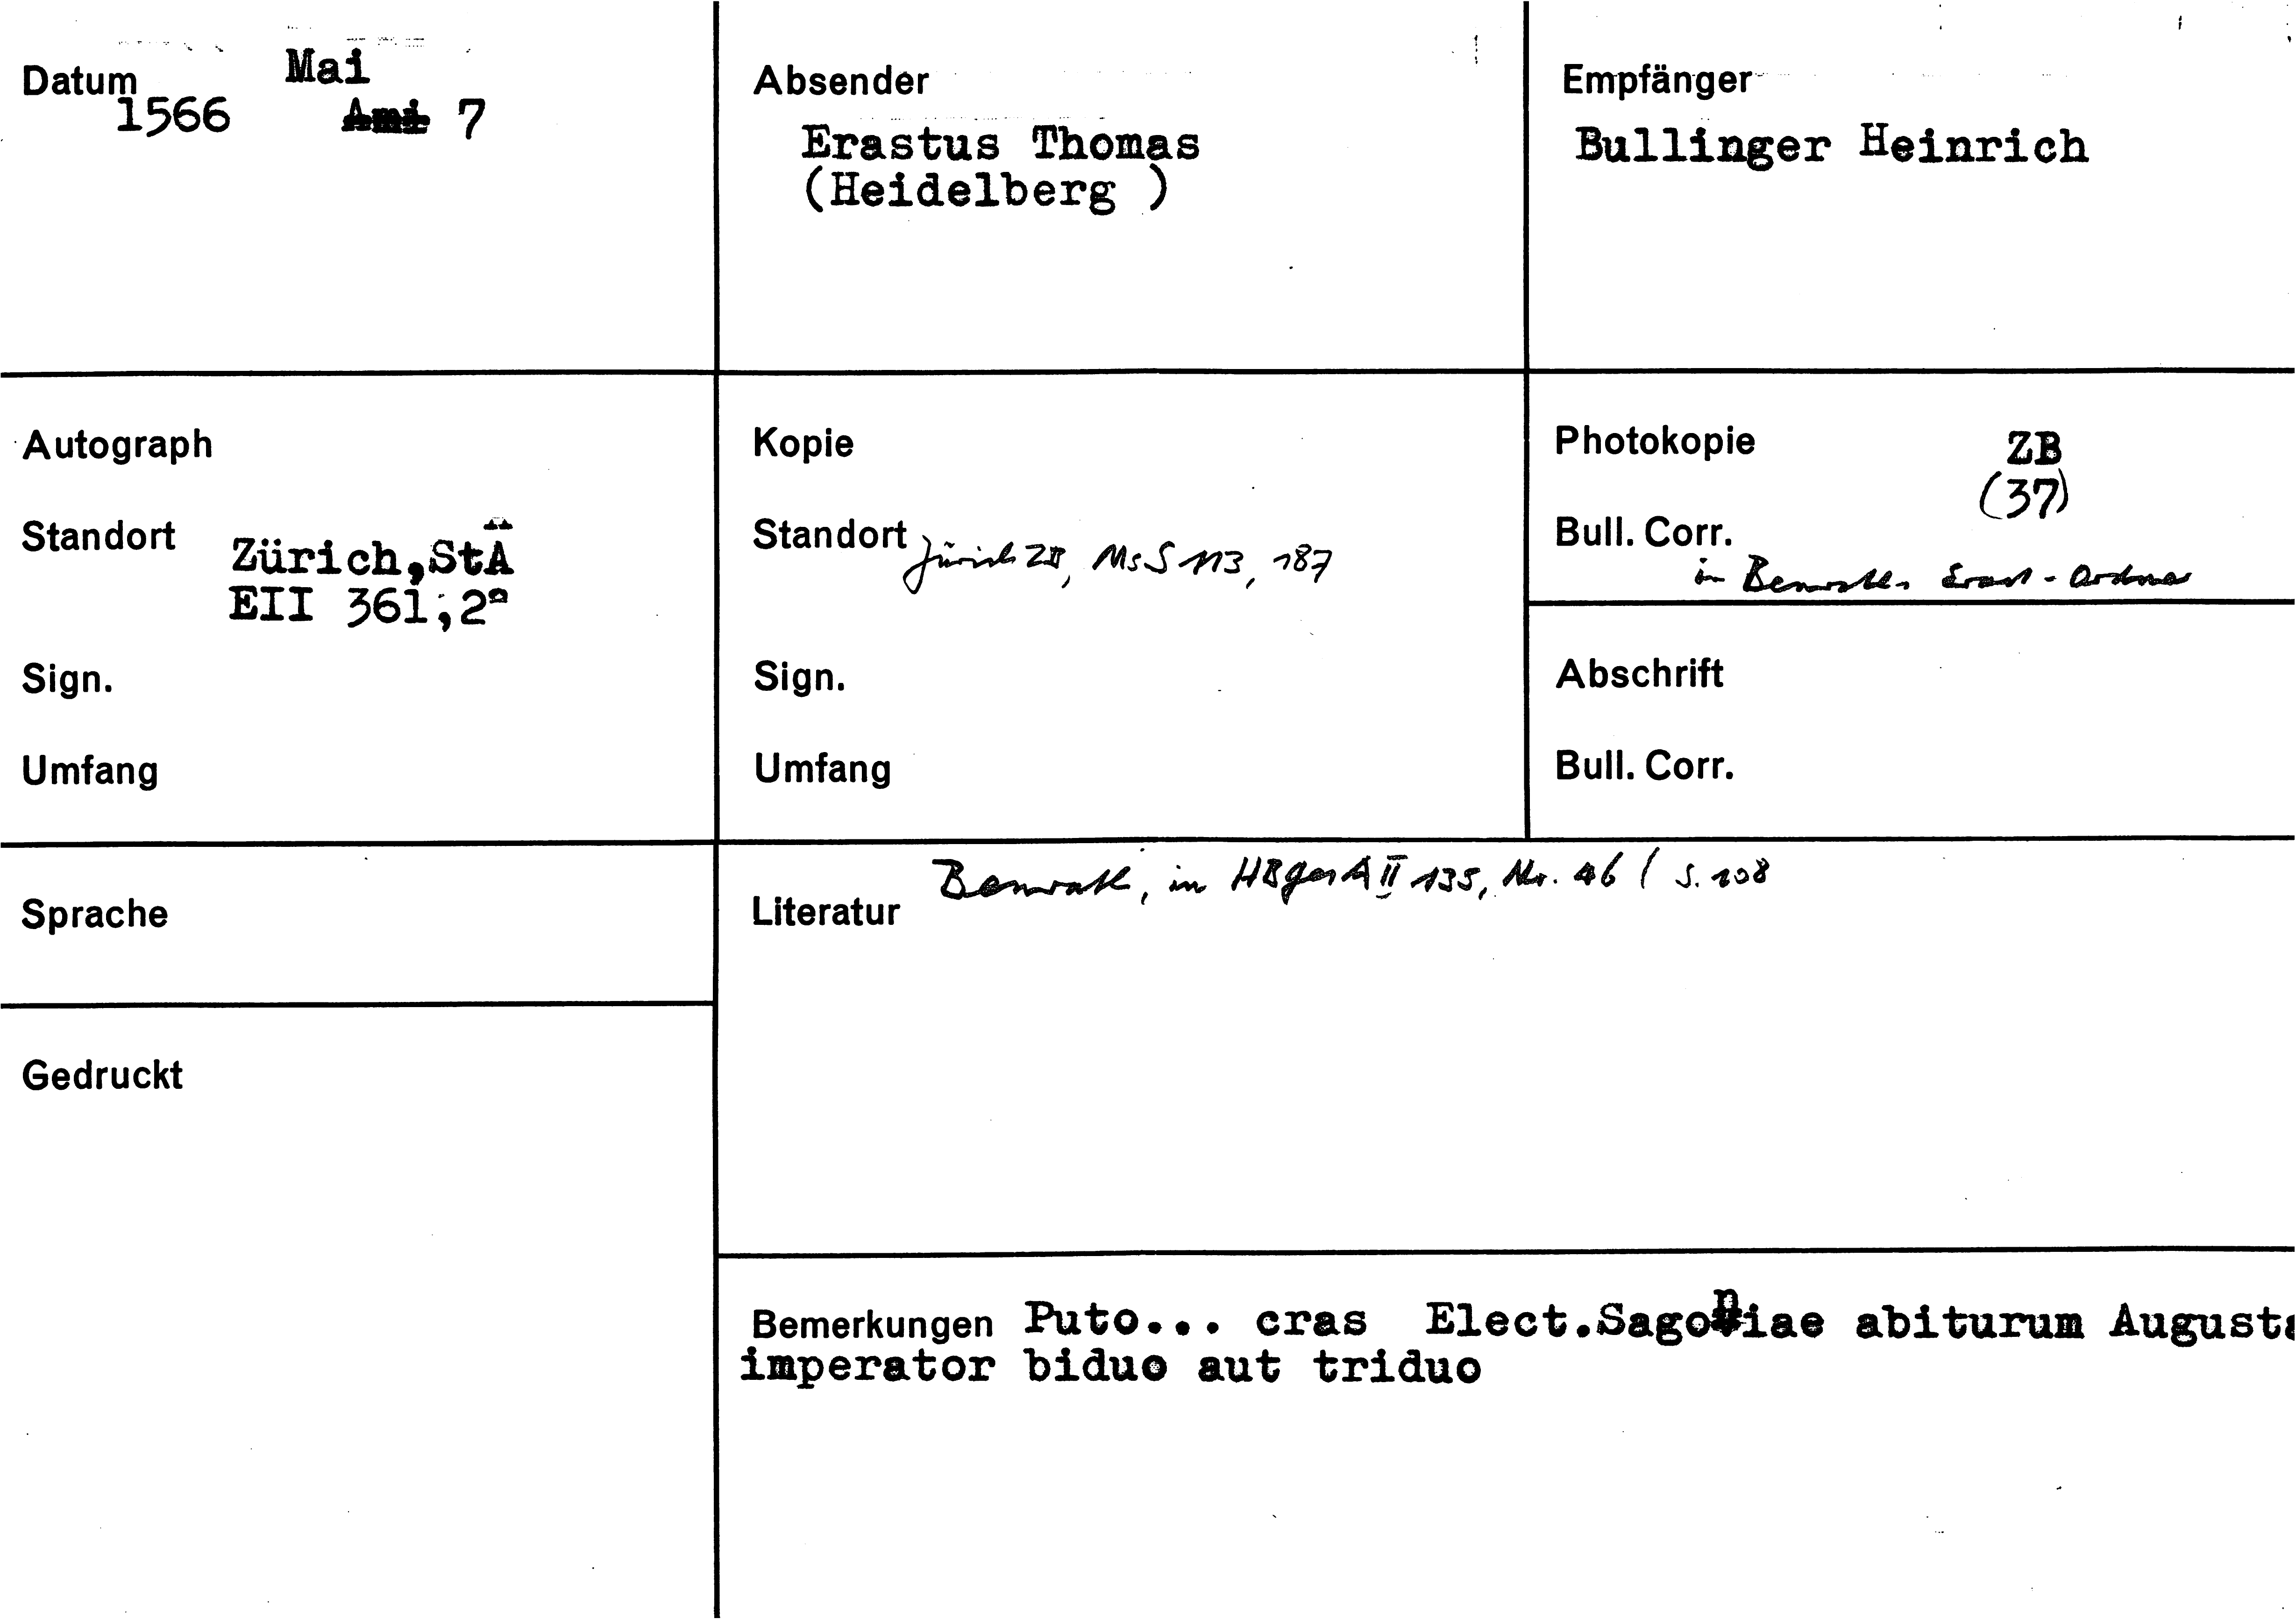 Datum
Mai
1566 Ami 7
Absender
Erastus Thomas
(Heidelberg )
Empfänger
Bullinger Heinrich
Autograph
Standort Zürich,StA
EII 361,2a
Sign.
Umfang
Kopie
Standort Zürich ZB, Ms S 113, 187
Sign.
Umfang
Photokopie ZB
(37)
Bull. Corr.
in Benraths Erast-Ordner
Abschrift
Bull. Corr.
Sprache
Gedruckt
Benrath, in HBgesA II 135, Nr. 46 / S. 108
Literatur
Bemerkungen Puto... cras Elect.Sagoniae abiturum Augusta
imperator biduo aut triduo